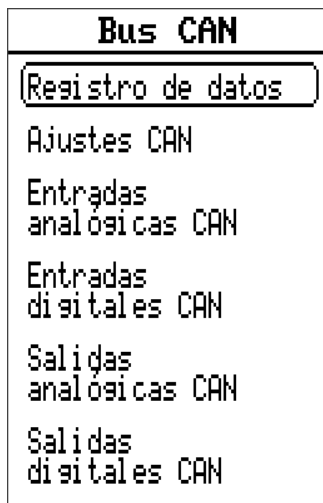 Bus CAN
Registro de datos
Ajustes CAN
Entradas
analógicas CAN
Entradas
digitales CAN
Salidas
analógicas CAN
Salidas
digitales CAN